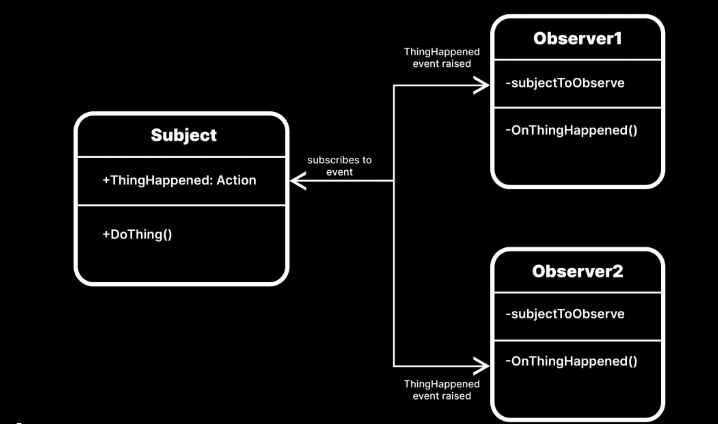 Subject
+ThingHappened: Action
+DoThing()
subscribes to
event
ThingHappened
event raised
Observer1
-subjectToObserve
-OnThingHappened()
Observer2
-subjectToObserve
-OnThingHappened()
ThingHappened
event raised